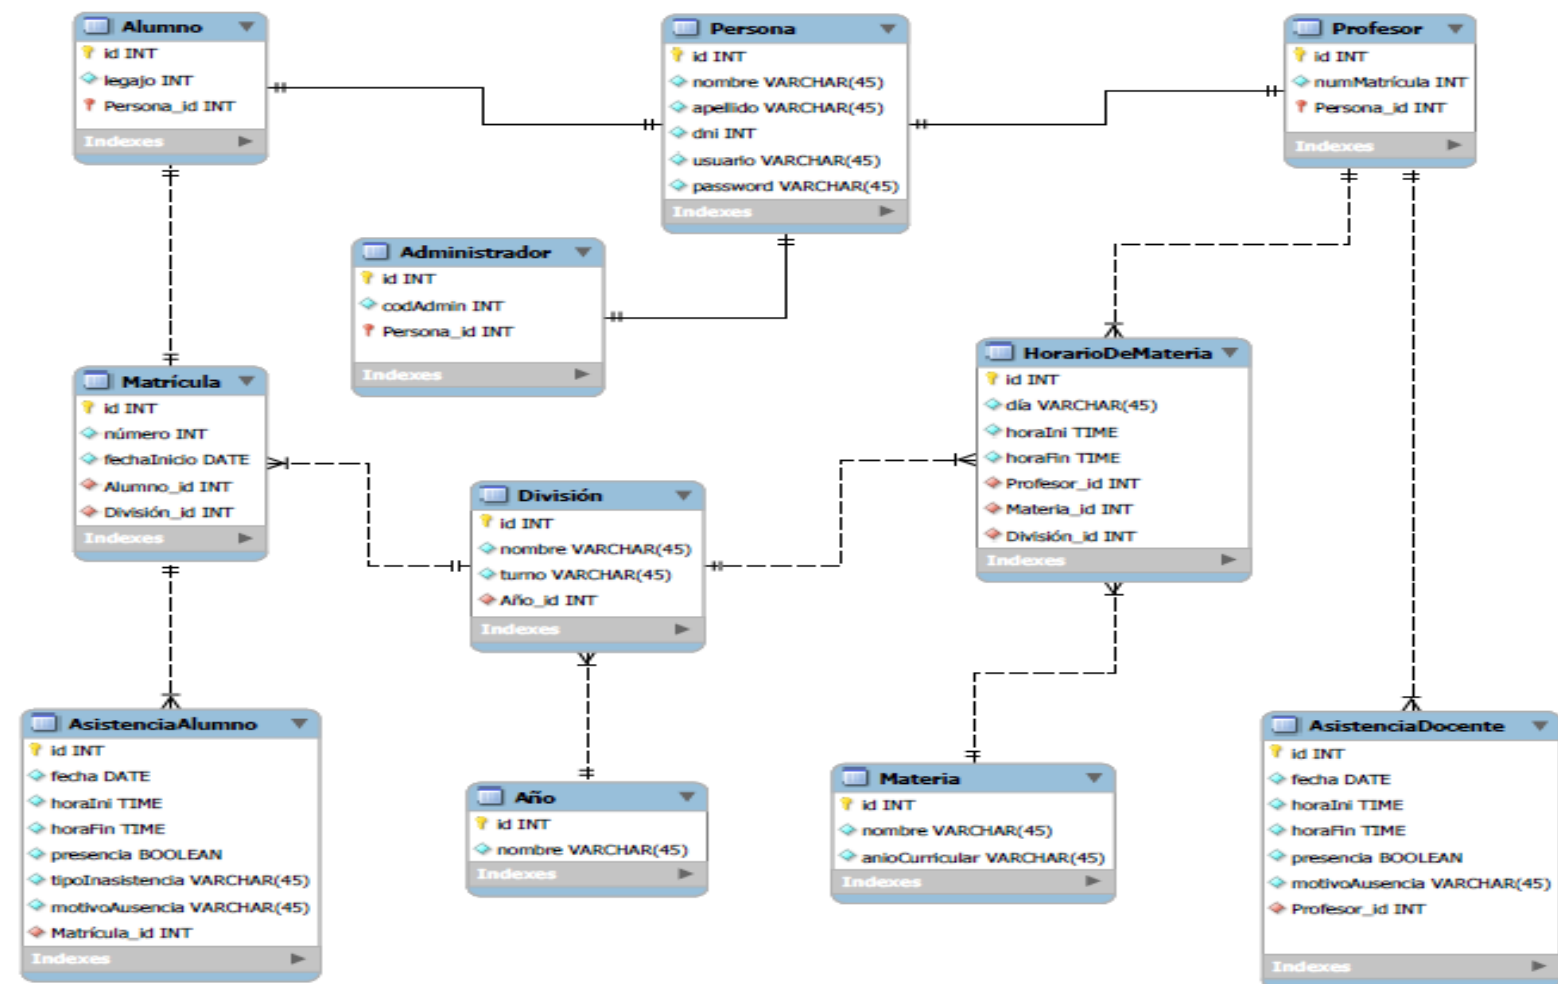 Alumno
id INT
legajo INT
Persona_id INT
Indexes
Persona
id INT
nombre VARCHAR(45)
apellido VARCHAR(45)
dni INT
usuario VARCHAR(45)
password VARCHAR(45)
Indexes
Profesor
id INT
numMatrícula INT
Persona_id INT
Indexes
Administrador
id INT
codAdmin INT
Persona_id INT
Indexes
Matrícula
id INT
número INT
fechaInicio DATE
Alumno_id INT
División_id INT
Indexes
HorarioDeMateria
id INT
día VARCHAR(45)
horaIni TIME
horaFin TIME
Profesor_id INT
Materia_id INT
División_id INT
Indexes
División
id INT
nombre VARCHAR(45)
turno VARCHAR(45)
Año_id INT
Indexes
AsistenciaAlumno
id INT
fecha DATE
horaIni TIME
horaFin TIME
presencia BOOLEAN
tipoInasistencia VARCHAR(45)
motivoAusencia VARCHAR(45)
Matrícula_id INT
Indexes
Año
id INT
nombre VARCHAR(45)
Indexes
Materia
id INT
nombre VARCHAR(45)
anioCurricular VARCHAR(45)
Indexes
AsistenciaDocente
id INT
fecha DATE
horaIni TIME
horaFin TIME
presencia BOOLEAN
motivoAusencia VARCHAR(45)
Profesor_id INT
Indexes